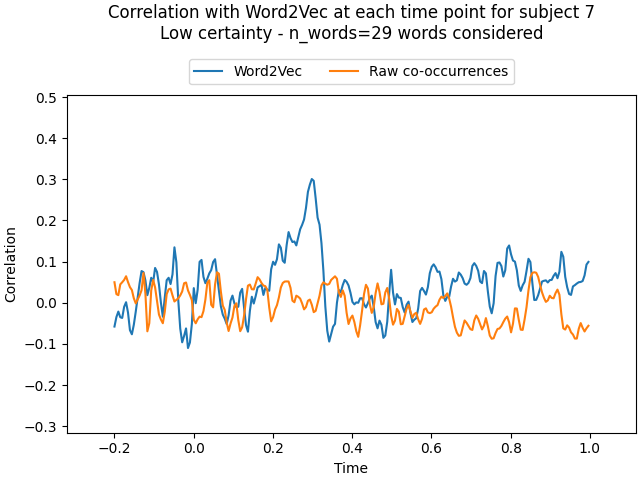 Correlation with Word2Vec at each time point for subject 7
Low certainty - n_words=29 words considered
Word2Vec
Raw co-occurrences
0.5
0.4
0.3
0.2
0.1
0.0
−0.1
−0.2
−0.3
Correlation
−0.2
0.0
0.2
0.4
0.6
0.8
1.0
Time